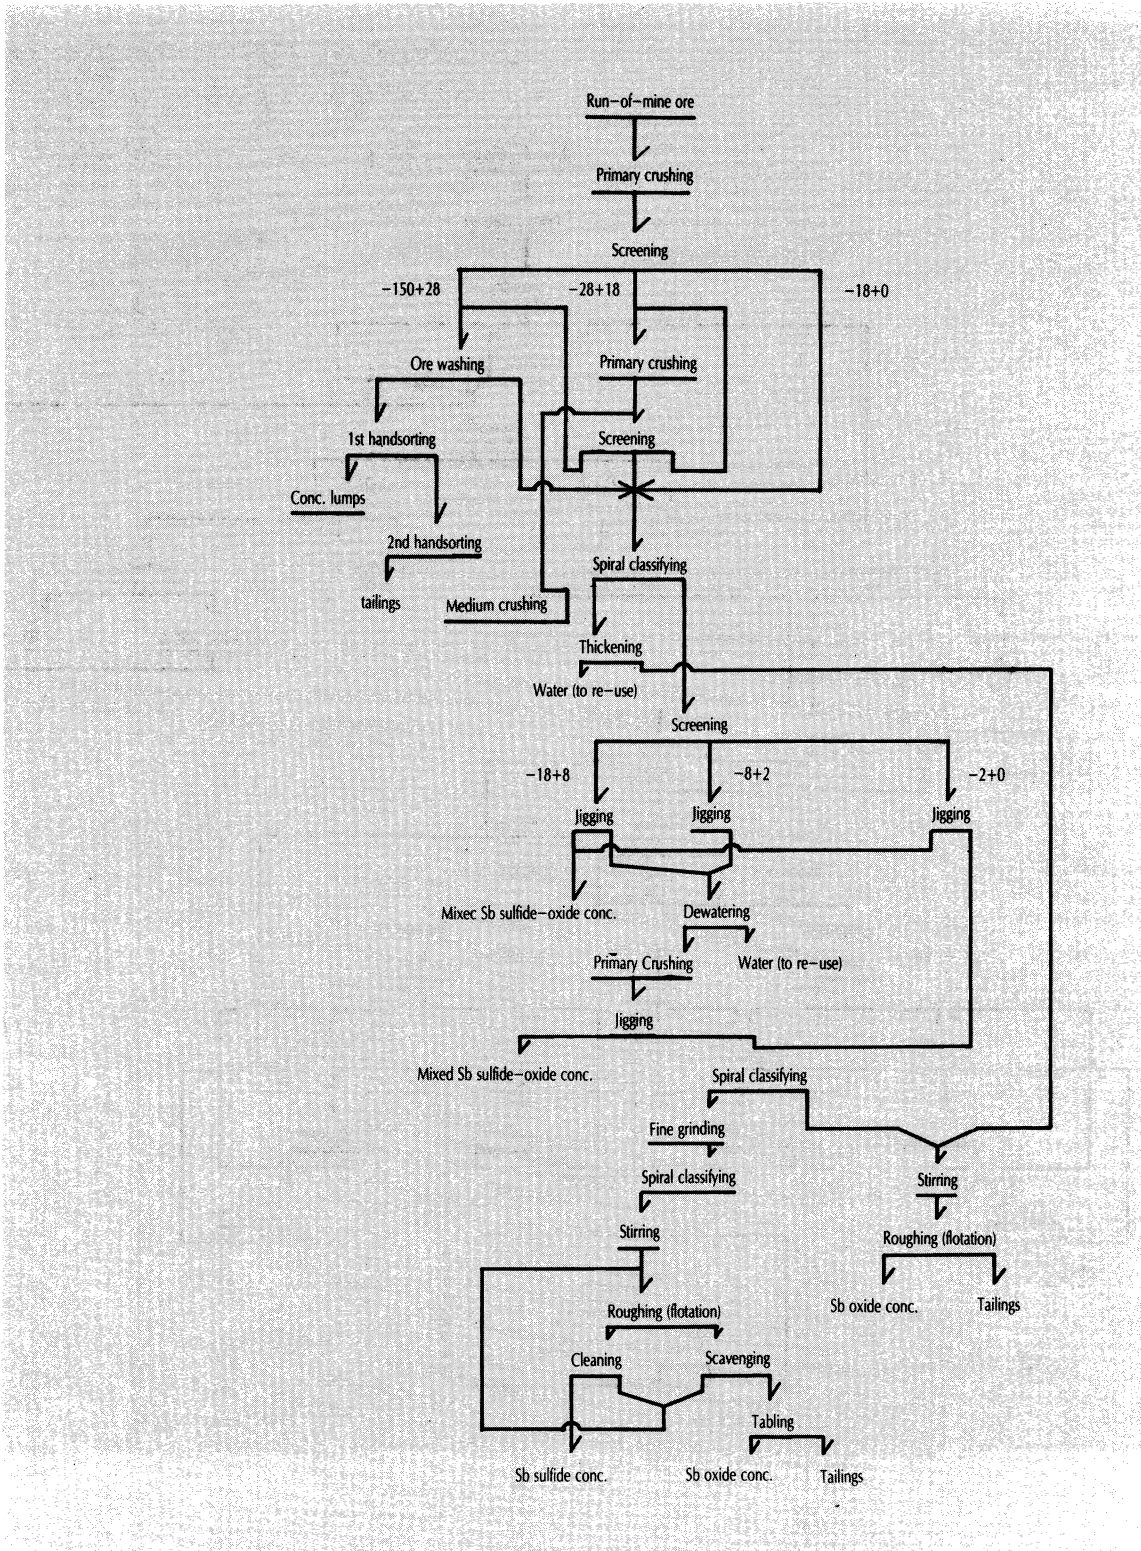 Run-of-mine ore
Primary crushing
Screening
-150+28
-28+18
-18+0
Ore washing
Primary crushing
1st handsorting
Screening
Conc. lumps
2nd handsorting
Spiral classifying
tailings
Medium crushing
Thickening
Water (to re-use)
Screening
-18+8
-8+2
-2+0
Jigging
Jigging
Jigging
Mixec Sb sulfide-oxide conc.
Dewatering
Primary Crushing
Water (to re-use)
Jigging
Mixed Sb sulfide-oxide conc.
Spiral classifying
Fine grinding
Spiral classifying
Stirring
Stirring
Roughing (flotation)
Sb oxide conc.
Tailings
Roughing (flotation)
Cleaning
Scavenging
Tabling
Sb sulfide conc.
Sb oxide conc.
Tailings